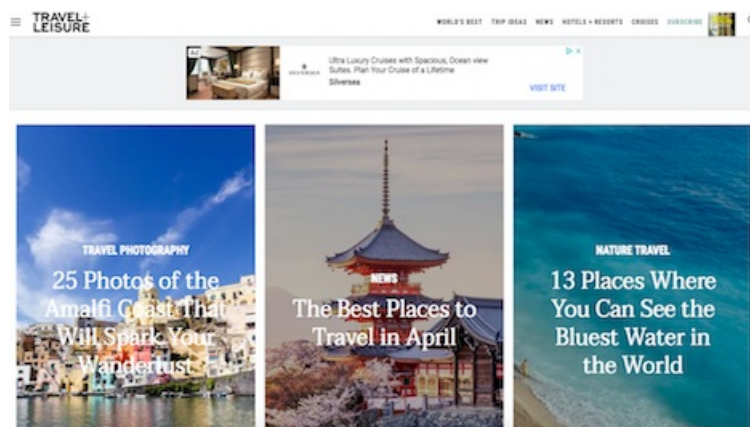 TRAVEL+
LEISURE
WORLD'S BEST TRIP IDEAS NEWS HOTELS + RESORTS CRUISES SUBSCRIBE
Ad
Ultra Luxury Cruises with Spacious, Ocean view
Suites. Plan Your Cruise of a Lifetime
SILVERSEA
Silversea
VISIT SITE
TRAVEL PHOTOGRAPHY
25 Photos of the
Amalfi Coast That
Will Spark Your
Wanderlust
NEWS
The Best Places to
Travel in April
NATURE TRAVEL
13 Places Where
You Can See the
Bluest Water in
the World